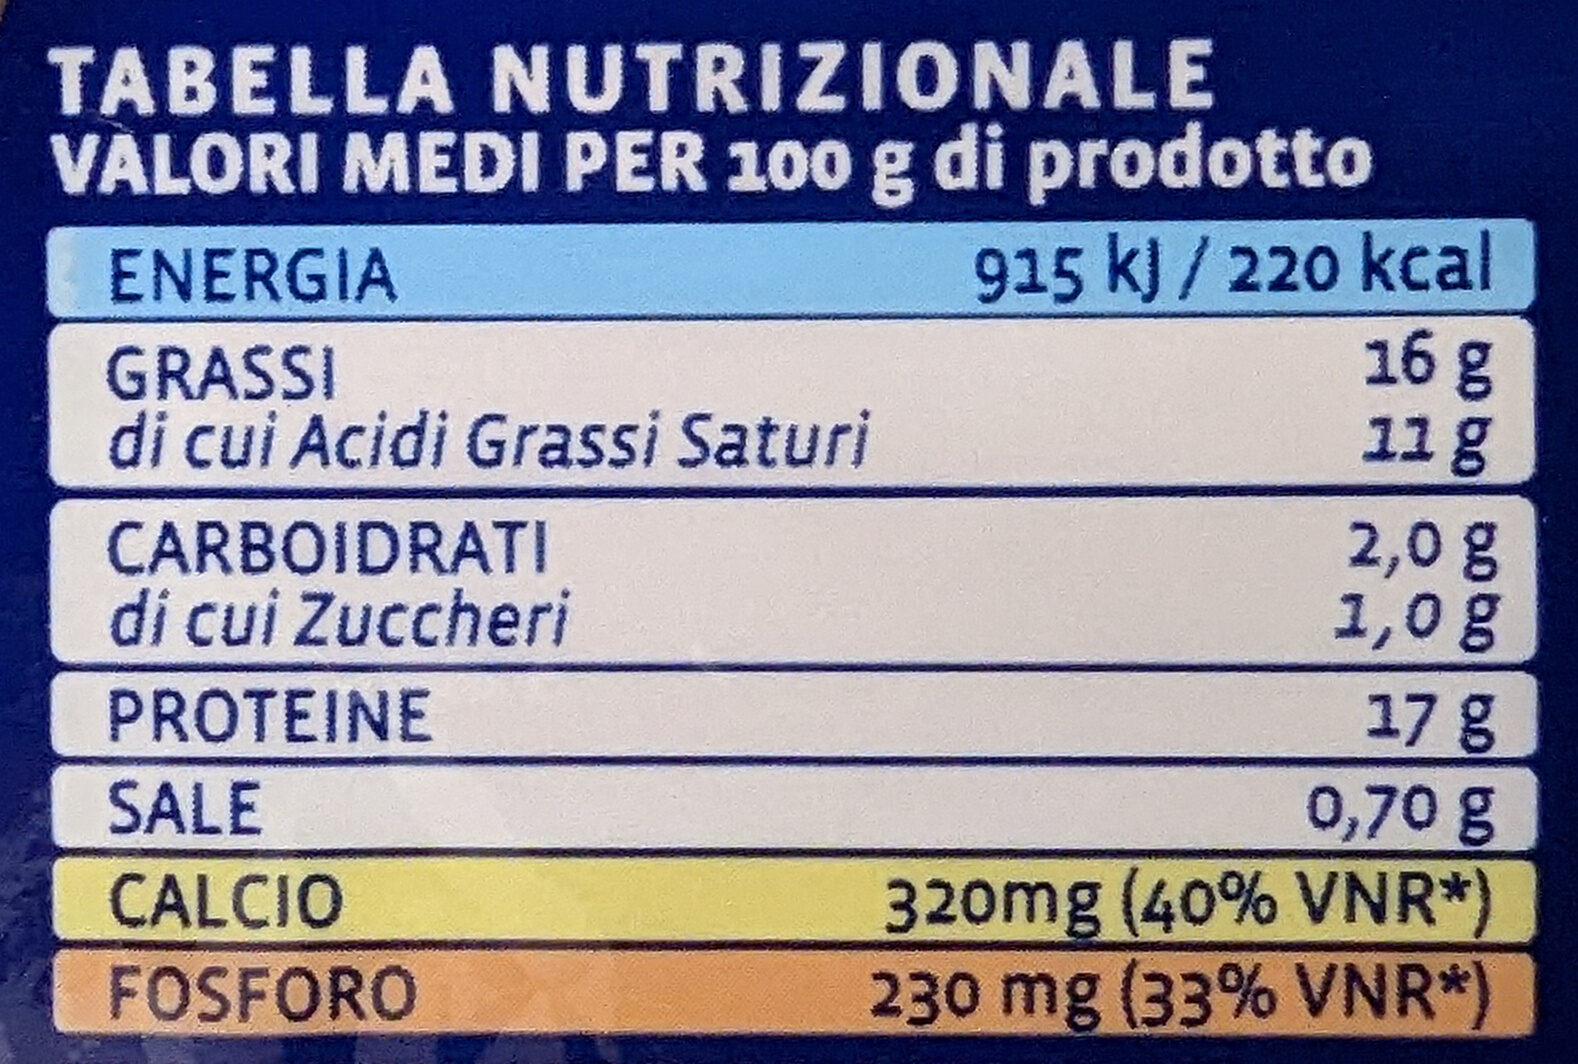 TABELLA NUTRIZIONALE
VALORI MEDI PER 100 g di prodotto
ENERGIA 915 kJ / 220 kcal
GRASSI 16 g
di cui Acidi Grassi Saturi 11 g
CARBOIDRATI 2,0 g
di cui Zuccheri 1,0 g
PROTEINE 17 g
SALE 0,70 g
CALCIO 320mg (40% VNR*)
FOSFORO 230 mg (33% VNR*)